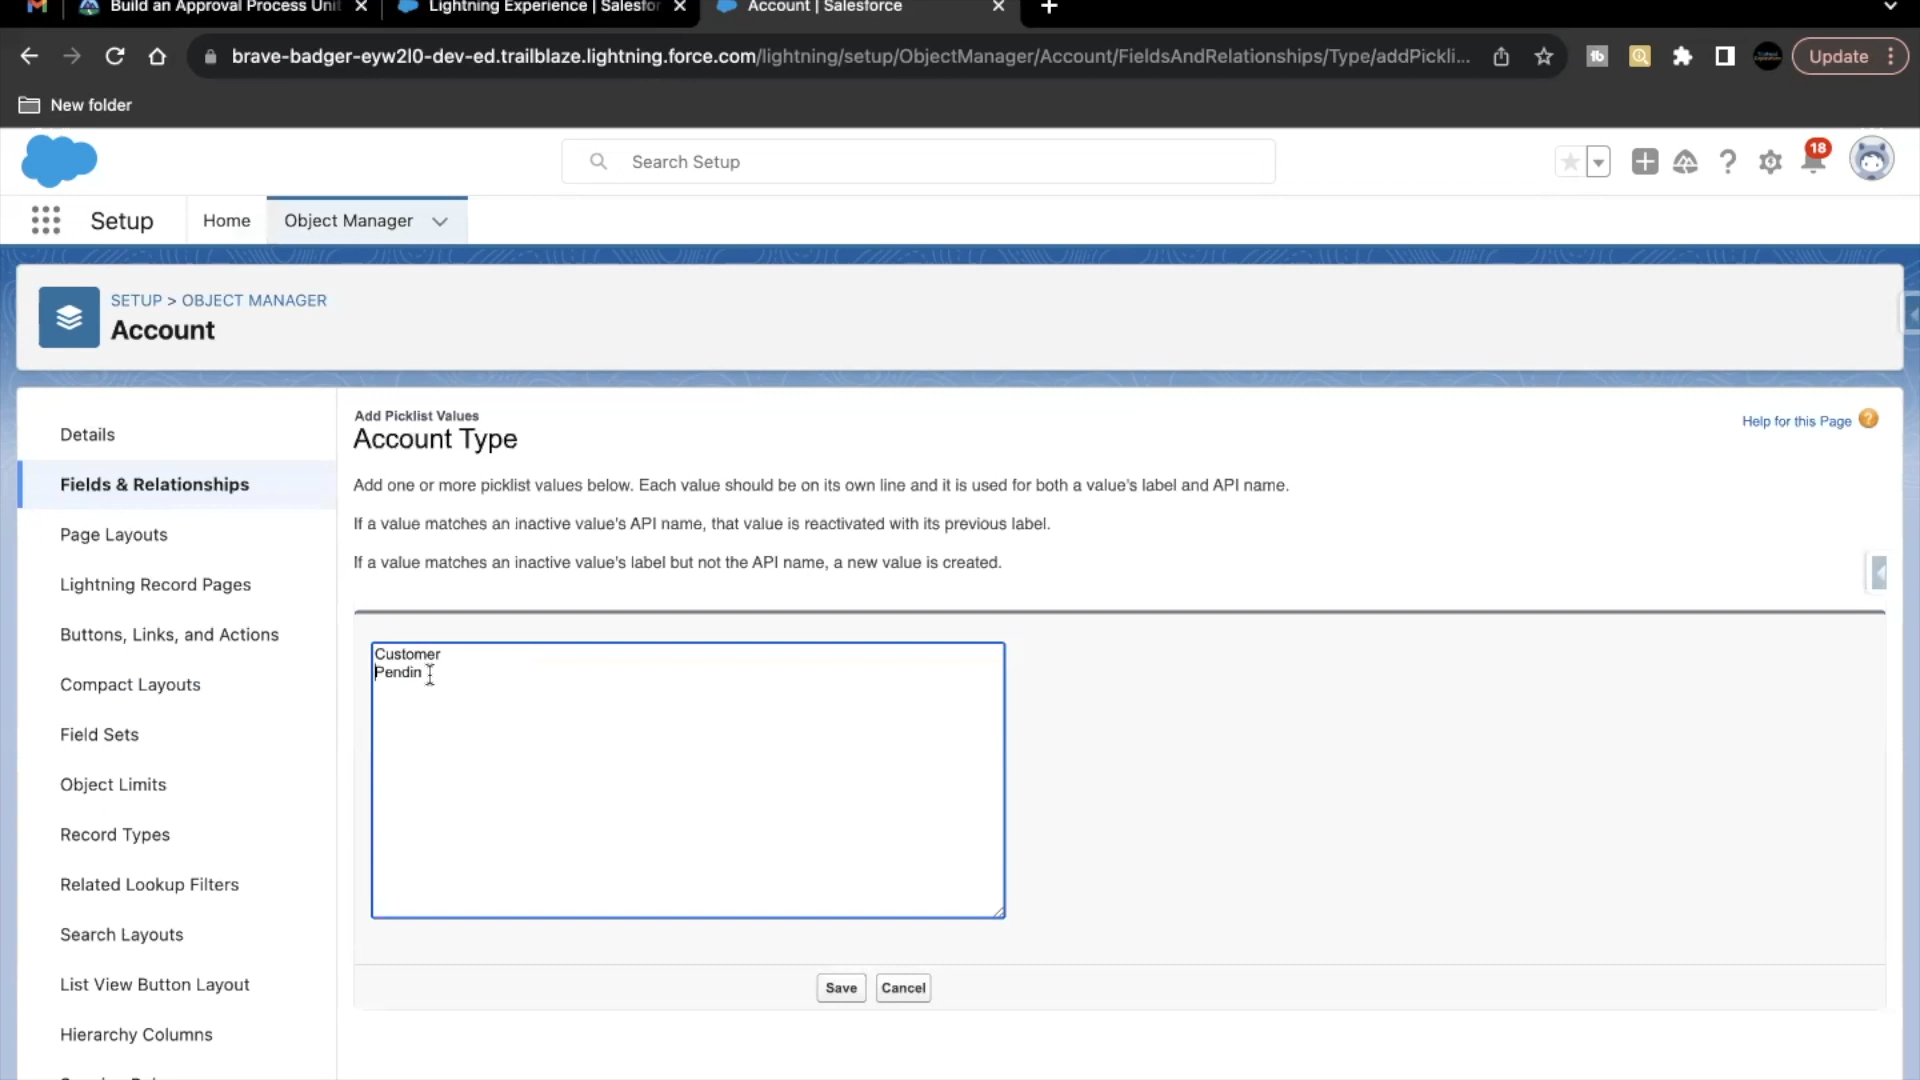 Build an Approval Process Unit
Lightning Experience | Salesfor
Account | Salesforce
brave-badger-eyw2l0-dev-ed.trailblaze.lightning.force.com/lightning/setup/ObjectManager/Account/FieldsAndRelationships/Type/addPickli...
Update
New folder
Search Setup
18
Setup
Home
Object Manager
SETUP > OBJECT MANAGER
Account
Details
Fields & Relationships
Page Layouts
Lightning Record Pages
Buttons, Links, and Actions
Compact Layouts
Field Sets
Object Limits
Record Types
Related Lookup Filters
Search Layouts
List View Button Layout
Hierarchy Columns
Add Picklist Values
Account Type
Help for this Page
Add one or more picklist values below. Each value should be on its own line and it is used for both a value's label and API name.
If a value matches an inactive value's API name, that value is reactivated with its previous label.
If a value matches an inactive value's label but not the API name, a new value is created.
Customer
Pendin
Save
Cancel